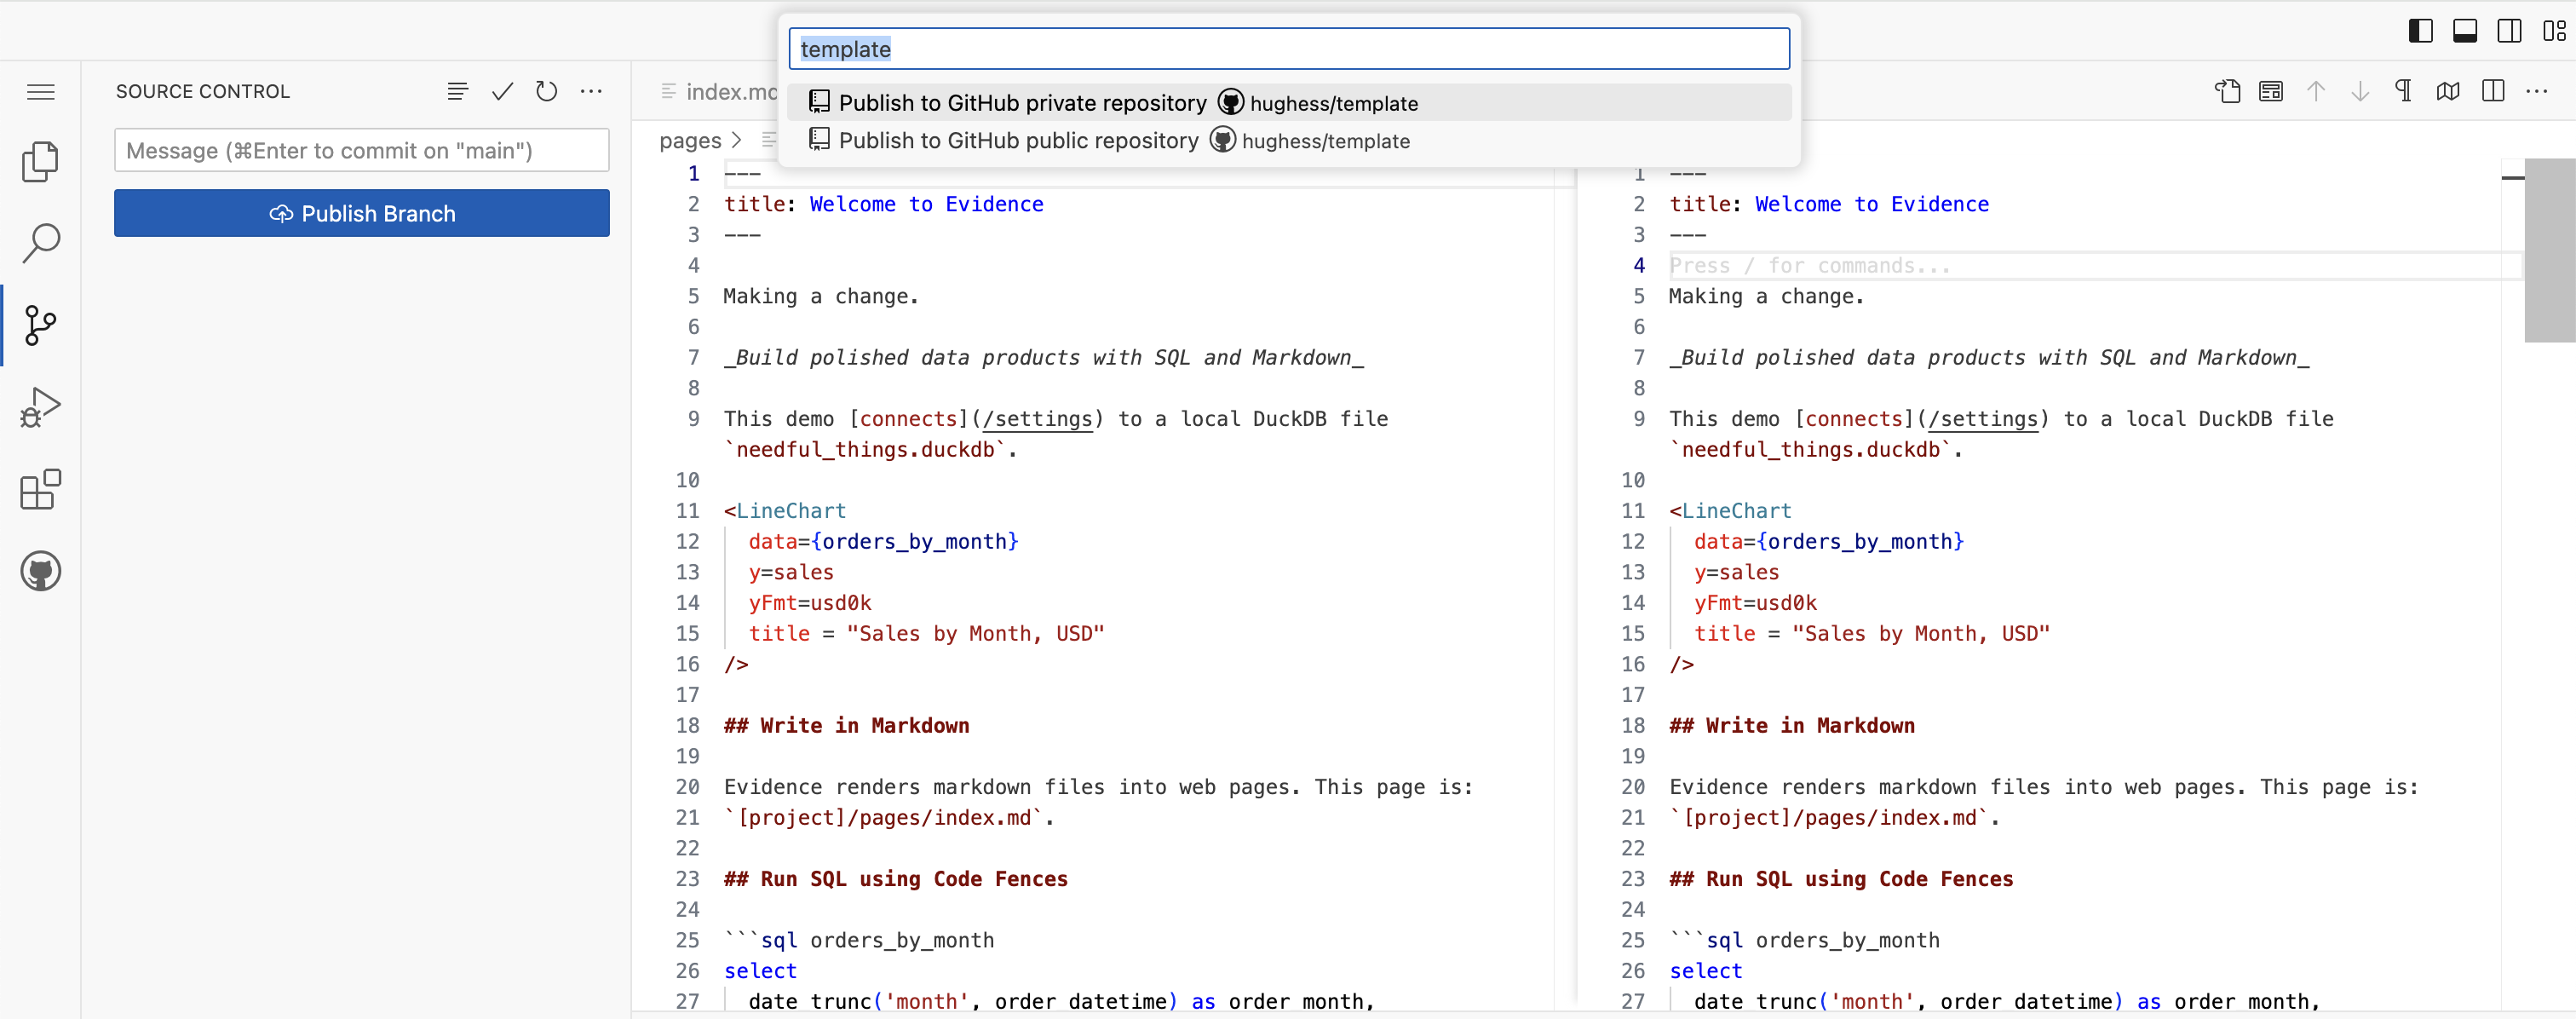 template
Publish to GitHub private repository hughess/template
Publish to GitHub public repository hughess/template
SOURCE CONTROL
Message (⌘Enter to commit on "main")
Publish Branch
index.md
pages >
1 ---
2 title: Welcome to Evidence
3 ---
4
5 Making a change.
6
7 _Build polished data products with SQL and Markdown_
8
9 This demo [connects](/settings) to a local DuckDB file
`needful_things.duckdb`.
10
11 <LineChart
12 data={orders_by_month}
13 y=sales
14 yFmt=usd0k
15 title = "Sales by Month, USD"
16 />
17
18 ## Write in Markdown
19
20 Evidence renders markdown files into web pages. This page is:
21 `[project]/pages/index.md`.
22
23 ## Run SQL using Code Fences
24
25 ```sql orders_by_month
26 select
27 date_trunc('month', order_datetime) as order_month,
1 ---
2 title: Welcome to Evidence
3 ---
4 Press / for commands...
5 Making a change.
6
7 _Build polished data products with SQL and Markdown_
8
9 This demo [connects](/settings) to a local DuckDB file
`needful_things.duckdb`.
10
11 <LineChart
12 data={orders_by_month}
13 y=sales
14 yFmt=usd0k
15 title = "Sales by Month, USD"
16 />
17
18 ## Write in Markdown
19
20 Evidence renders markdown files into web pages. This page is:
21 `[project]/pages/index.md`.
22
23 ## Run SQL using Code Fences
24
25 ```sql orders_by_month
26 select
27 date_trunc('month', order_datetime) as order_month,